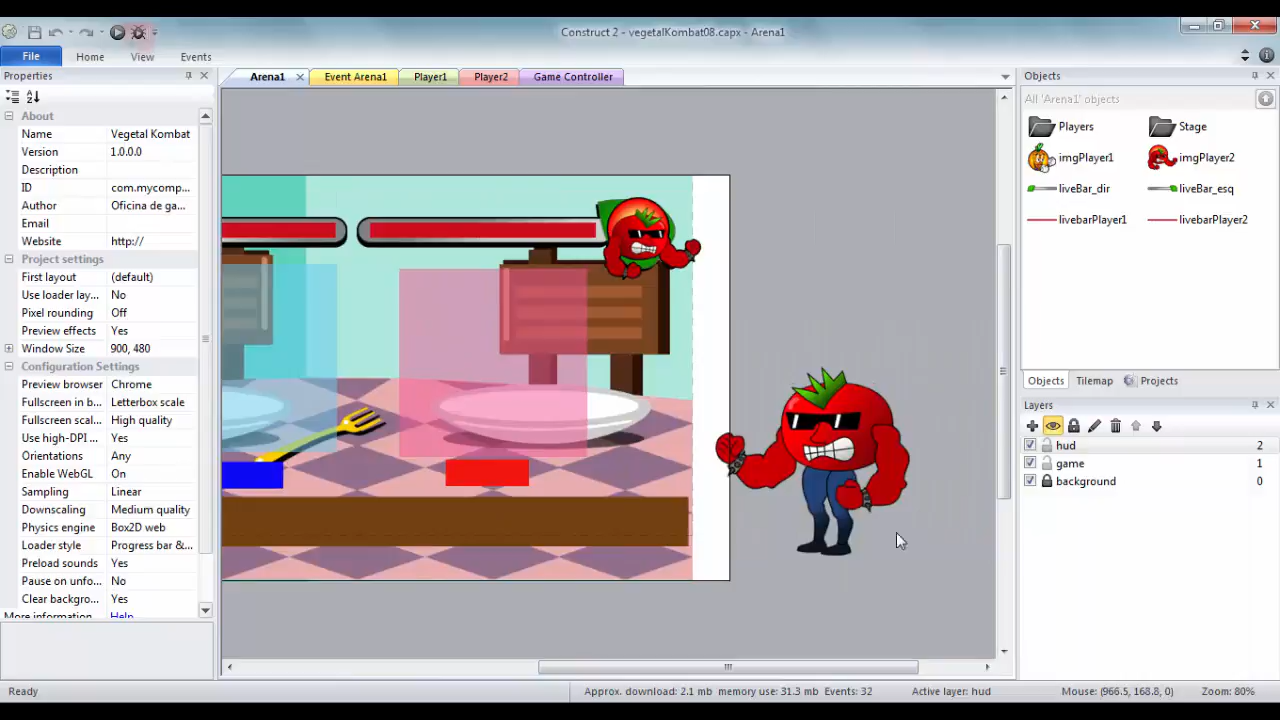 Construct 2 - vegetalKombat08.capx - Arena1
File Home View Events
Properties
Arena1 Event Arena1 Player1 Player2 Game Controller
Objects
About
Name Vegetal Kombat
Version 1.0.0.0
Description
ID com.mycomp...
Author Oficina de ga...
Email
Website http://
Project settings
First layout (default)
Use loader lay... No
Pixel rounding Off
Preview effects Yes
Window Size 900, 480
Configuration Settings
Preview browser Chrome
Fullscreen in b... Letterbox scale
Fullscreen scal... High quality
Use high-DPI ... Yes
Orientations Any
Enable WebGL On
Sampling Linear
Downscaling Medium quality
Physics engine Box2D web
Loader style Progress bar &...
Preload sounds Yes
Pause on unfo... No
Clear backgro... Yes
More information Help
All 'Arena1' objects
Players Stage
imgPlayer1 imgPlayer2
liveBar_dir liveBar_esq
livebarPlayer1 livebarPlayer2
Objects Tilemap Projects
Layers
hud 2
game 1
background 0
Ready Approx. download: 2.1 mb memory use: 31.3 mb Events: 32 Active layer: hud Mouse: (966.5, 168.8, 0) Zoom: 80%